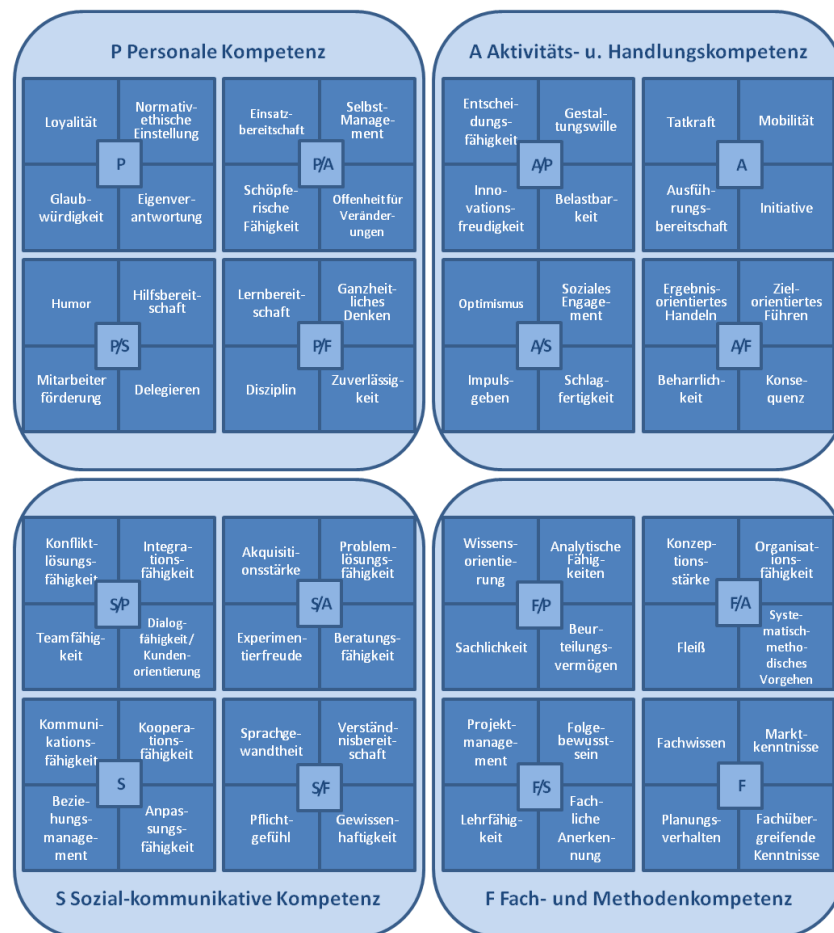 P Personale Kompetenz
Loyalität
Normativ-
ethische
Einstellung
Glaub-
würdigkeit
Eigenver-
antwortung
P
Einsatz-
bereitschaft
Selbst-
Manage-
ment
Schöpfe-
rische
Fähigkeit
Offenheit für
Veränder-
ungen
P/A
Humor
Hilfsbereit-
schaft
Mitarbeiter
förderung
Delegieren
P/S
Lernbereit-
schaft
Ganzheit-
liches
Denken
Disziplin
Zuverlässig-
keit
P/F
A Aktivitäts- u. Handlungskompetenz
Entschei-
dungs-
fähigkeit
Gestal-
tungswille
Inno-
vations-
freudigkeit
Belastbar-
keit
A/P
Tatkraft
Mobilität
Ausfüh-
rungs-
bereitschaft
Initiative
A
Optimismus
Soziales
Engage-
ment
Impuls-
geben
Schlag-
fertigkeit
A/S
Ergebnis-
orientiertes
Handeln
Ziel-
orientiertes
Führen
Beharrlich-
keit
Konse-
quenz
A/F
Konflikt-
lösungs-
fähigkeit
Integra-
tions-
fähigkeit
Teamfähig-
keit
Dialog-
fähigkeit/
Kunden-
orientierung
S/P
Akquisiti-
onsstärke
Problem-
lösungs-
fähigkeit
Experimen-
tierfreude
Beratungs-
fähigkeit
S/A
Kommuni-
kations-
fähigkeit
Koope-
rations-
fähigkeit
Beziehungs-
manage-
ment
Anpas-
sungs-
fähigkeit
S
Sprachge-
wandtheit
Verständ-
nisbereit-
schaft
Pflicht-
gefühl
Gewissen-
haftigkeit
S/F
S Sozial-kommunikative Kompetenz
Wissens-
orientie-
rung
Analytische
Fähig-
keiten
Sachlichkeit
Beur-
teilungs-
vermögen
F/P
Konzep-
tions-
stärke
Organisat-
ions-
fähigkeit
Fleiß
Syste-
matisch-
metho-
disches
Vorgehen
F/A
Projekt-
manage-
ment
Folge-
bewusst-
sein
Lehrfähig-
keit
Fach-
liche
Anerken-
nung
F/S
Fachwissen
Markt-
kenntnisse
Planungs-
verhalten
Fachüber-
greifende
Kenntnisse
F
F Fach- und Methodenkompetenz